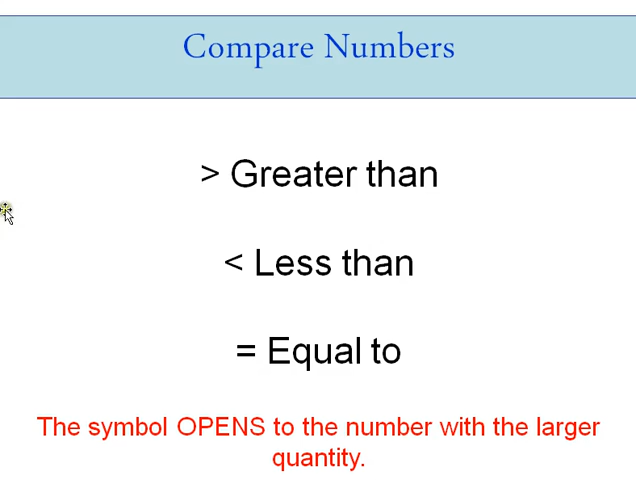 Compare Numbers
> Greater than
< Less than
= Equal to
The symbol OPENS to the number with the larger
quantity.